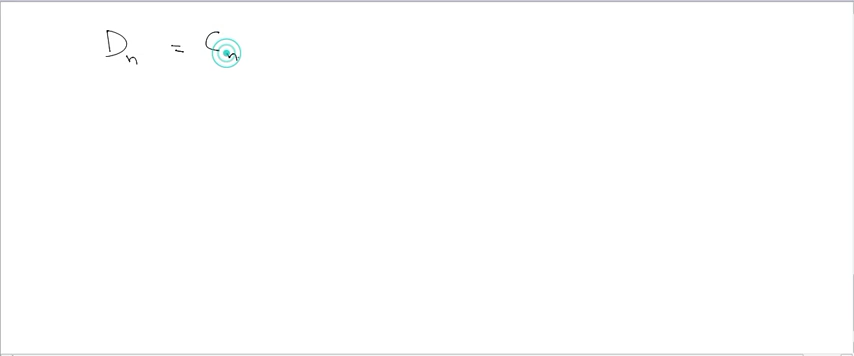 Dn = Cn